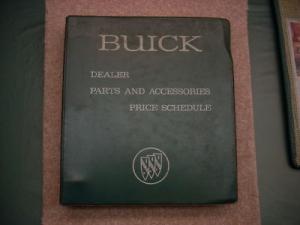 BUICK
DEALER
PARTS AND ACCESSORIES
PRICE SCHEDULE